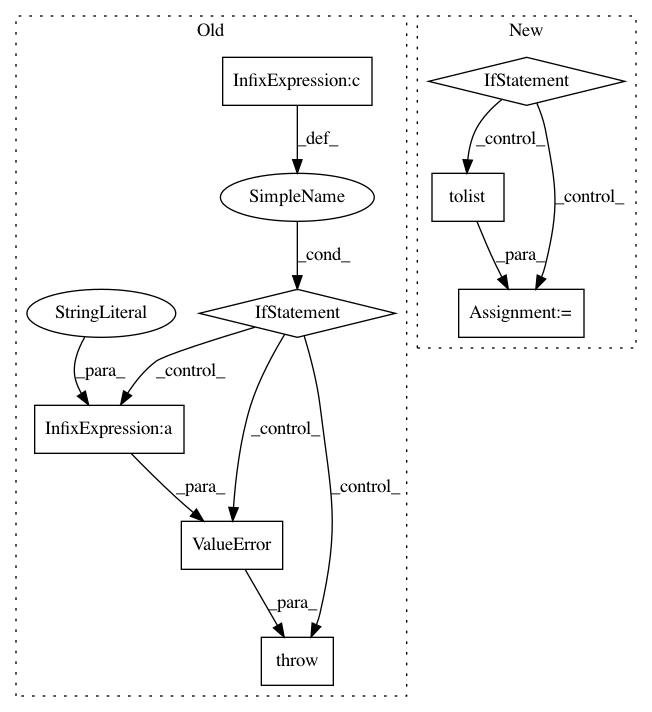 Old
New
InfixExpression:c
IfStatement
_def_
_control_
SimpleName
tolist
_control_
_cond_
_para_
StringLiteral
IfStatement
Assignment:=
_para_
_control_
InfixExpression:a
_control_
_para_
_control_
ValueError
_para_
throw